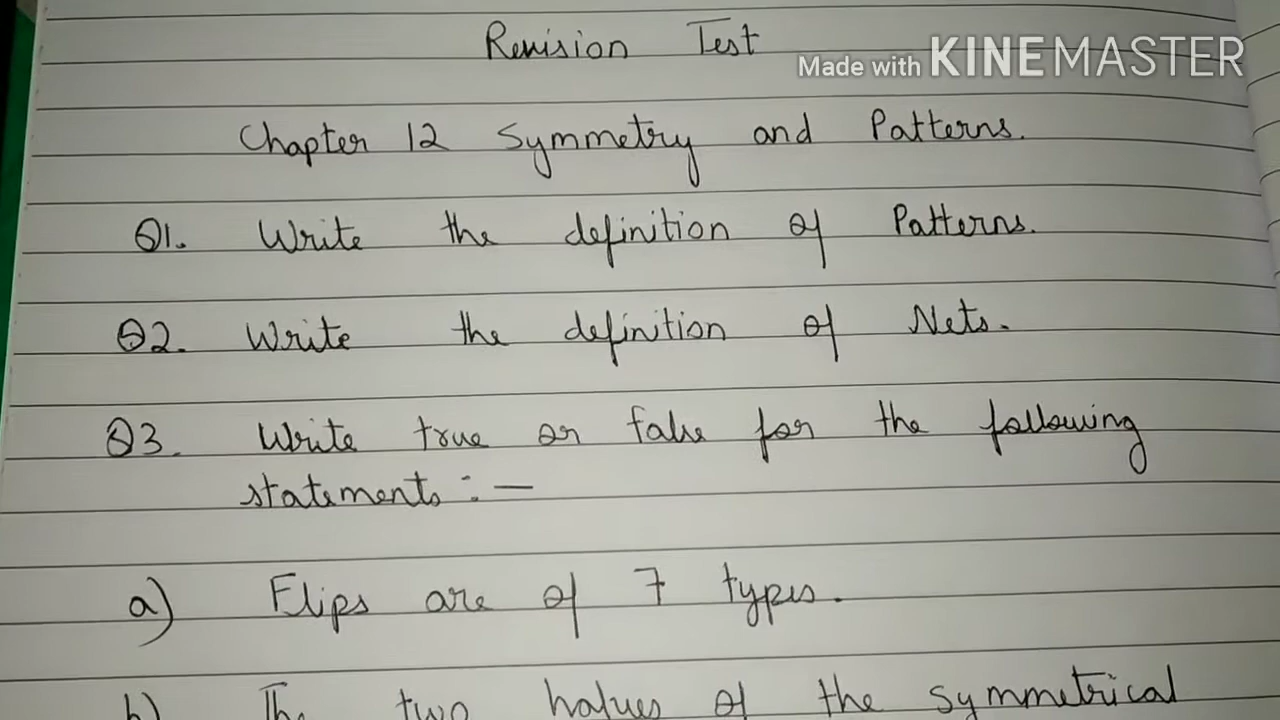 Revision Test
Made with KINEMASTER
Chapter 12 Symmetry and Patterns.
Q1. Write the definition of Patterns.
Q2. Write the definition of Nets.
Q3. Write true or false for the following
statements :—
a) Flips are of 7 types.
b) The two halves of the symmetrical